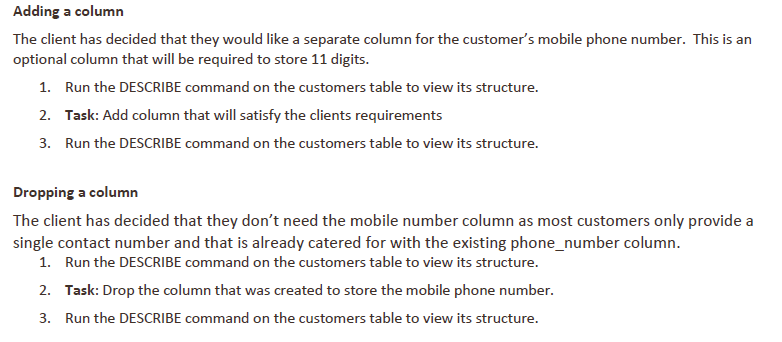 Adding a column
The client has decided that they would like a separate column for the customer's mobile phone number. This is an
optional column that will be required to store 11 digits.
1. Run the DESCRIBE command on the customers table to view its structure.
2. Task: Add column that will satisfy the clients requirements
3. Run the DESCRIBE command on the customers table to view its structure.
Dropping a column
The client has decided that they don't need the mobile number column as most customers only provide a
single contact number and that is already catered for with the existing phone_number column.
1. Run the DESCRIBE command on the customers table to view its structure.
2. Task: Drop the column that was created to store the mobile phone number.
3. Run the DESCRIBE command on the customers table to view its structure.